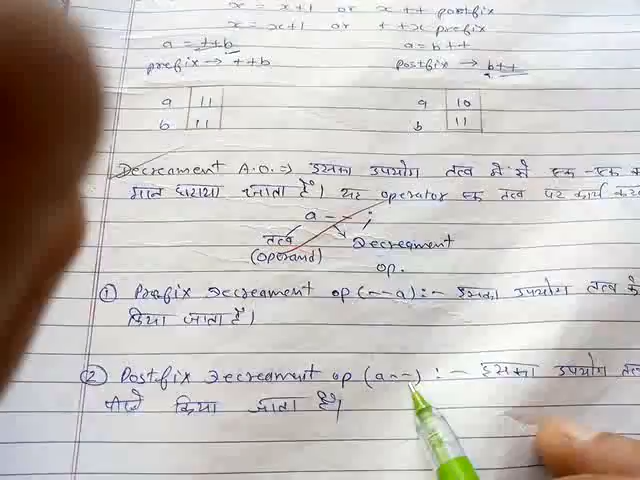 x = x+1 or x ++ postfix
x = x+1 or + +x prefix
a = ++b a = b ++
prefix → ++b postfix → b++
a 11 a 10
b 11 b 11
Decreament A.O. => इसका उपयोग तत्व में से एक-एक
मान घटाया जाता है। यह operator एक तत्व पर कार्य
a - - ;
तत्व Decreament
(operand) op.
① Prefix Decreament op (--a) :- इसका उपयोग तत्व के
किया जाता है।
② Postfix Decreament op (a--) :- इसका उपयोग
पीछे किया जाता है।